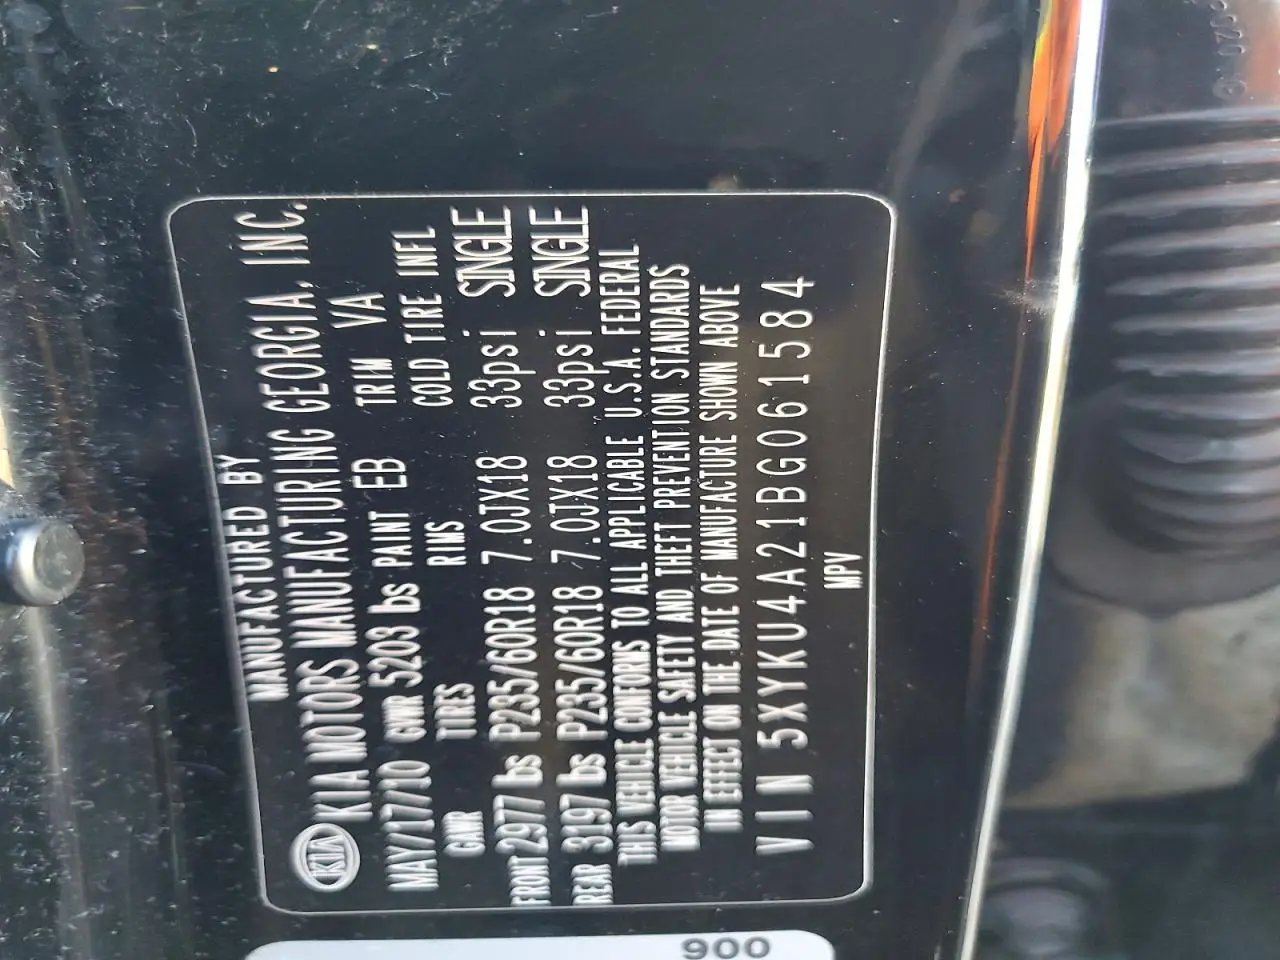 MANUFACTURED BY
KIA KIA MOTORS MANUFACTURING GEORGIA, INC.
MAY/17/10 GVWR 5203 lbs PAINT EB TRIM VA
GAWR TIRES RIMS COLD TIRE INFL
FRONT 2977 lbs P235/60R18 7.0JX18 33psi SINGLE
REAR 3197 lbs P235/60R18 7.0JX18 33psi SINGLE
THIS VEHICLE CONFORMS TO ALL APPLICABLE U.S.A. FEDERAL
MOTOR VEHICLE SAFETY AND THEFT PREVENTION STANDARDS
IN EFFECT ON THE DATE OF MANUFACTURE SHOWN ABOVE
VIN 5XYKU4A21BG061584
MPV
900